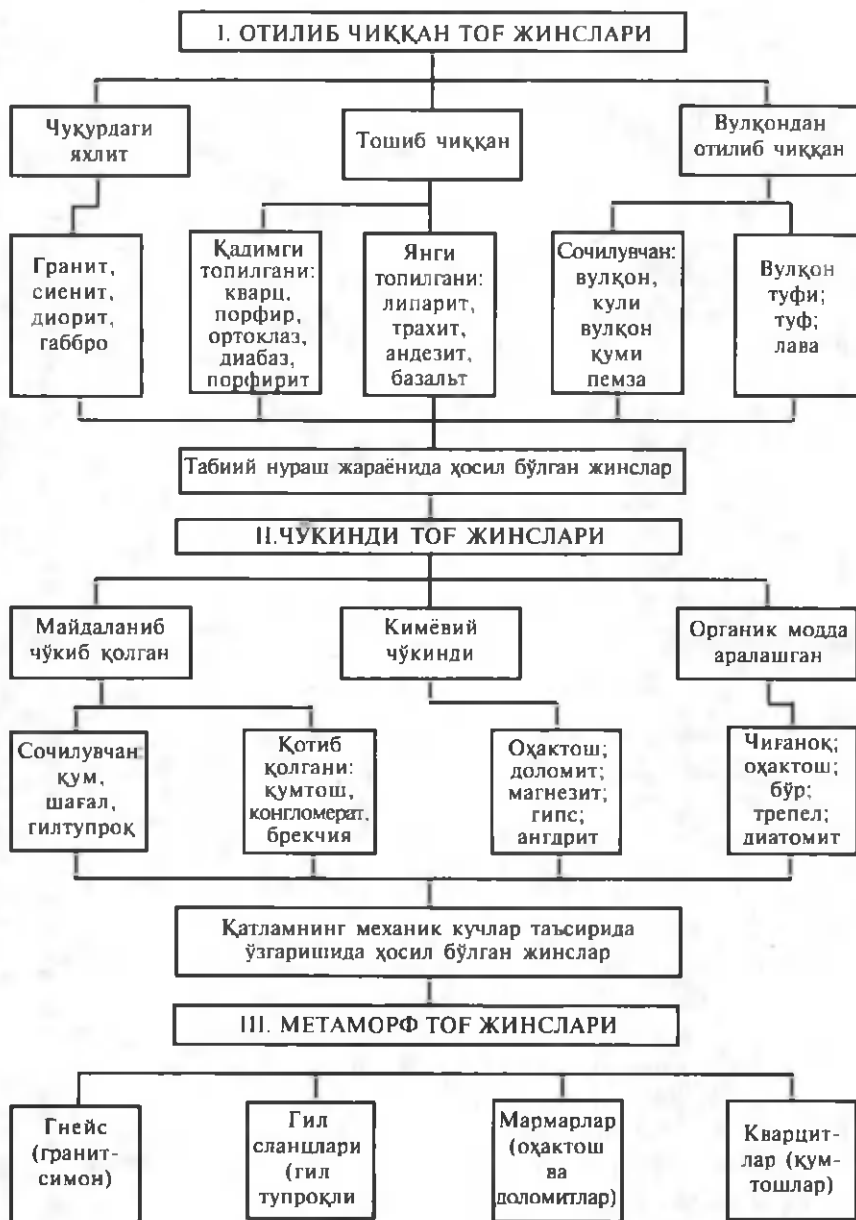 I. ОТИЛИБ ЧИҚҚАН ТОҒ ЖИНСЛАРИ
Чуқурдаги
яхлит
Тошиб чиққан
Вулқондан
отилиб чиққан
Гранит,
сиенит,
диорит,
габбро
Қадимги
топилгани:
кварц,
порфир,
ортоклаз,
диабаз,
порфирит
Янги
топилгани:
липарит,
трахит,
андезит,
базальт
Сочилувчан:
вулқон,
кули
вулқон
қуми
пемза
Вулқон
туфи;
туф;
лава
Табиий нураш жараёнида ҳосил бўлган жинслар
II.ЧУКИНДИ ТОҒ ЖИНСЛАРИ
Майдаланиб
чўкиб қолган
Кимёвий
чўкинди
Органик модда
аралашган
Сочилувчан:
қум,
шағал,
гилтупроқ
Қотиб
қолгани:
қумтош,
конгломерат,
брекчия
Оҳактош;
доломит;
магнезит;
гипс;
ангдрит
Чиғаноқ;
оҳактош;
бўр;
трепел;
диатомит
Қатламнинг механик кучлар таъсирида
ўзгаришида ҳосил бўлган жинслар
III. МЕТАМОРФ ТОҒ ЖИНСЛАРИ
Гнейс
(гранит-
симон)
Гил
сланцлари
(гил
тупроқли
Мармарлар
(оҳактош
ва
доломитлар)
Кварцит-
лар (қум-
тошлар)